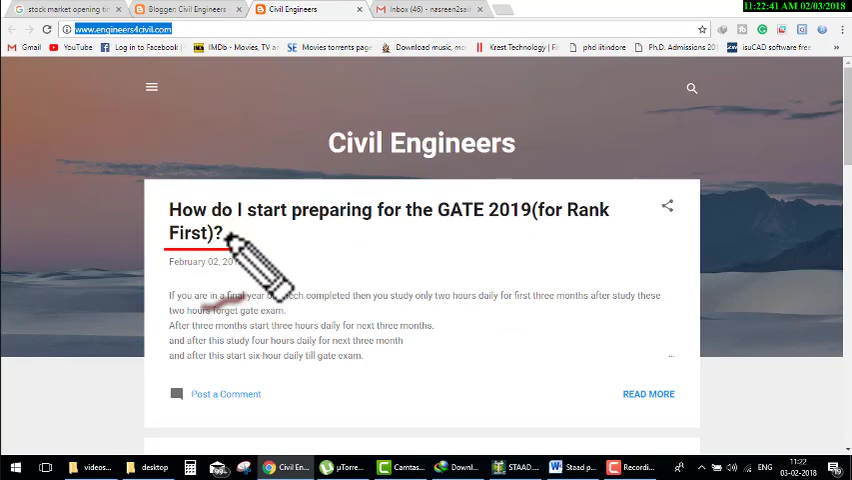 11:22:41 AM 02/03/2018
stock market opening ti
Blogger: Civil Engineers
Civil Engineers
Inbox (46) - nasreen2sai
www.engineers4civil.com
Gmail
YouTube
Log in to Facebook
IMDb - Movies, TV a
Movies torrents page
Download music, mo
Krest Technology | P
phd iitindore
Ph.D. Admissions 201
isuCAD software free
Civil Engineers
How do I start preparing for the GATE 2019(for Rank
First)?
February 02, 20
If you are in a final year or completed then you study only two hours daily for first three months after study these
two hours forget gate exam.
After three months start three hours daily for next three months.
and after this study four hours daily for next three month
and after this start six-hour daily till gate exam.
...
Post a Comment
READ MORE
videos...
desktop
99+
Civil En...
µTorre...
Camtas...
Downl...
STAAD....
Staad p...
Recordi...
ENG
11:22
03-02-2018